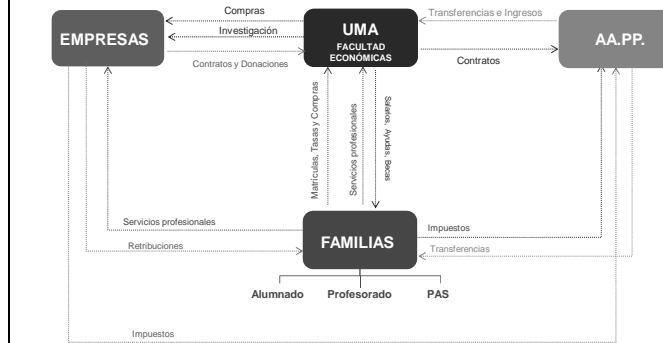 Compras
Transferencias e Ingresos
EMPRESAS
Investigación
UMA
FACULTAD
ECONÓMICAS
AA.PP.
Contratos y Donaciones
Contratos
Matrículas, Tasas y Compras
Servicios profesionales
Salarios, Ayudas, Becas
Servicios profesionales
FAMILIAS
Impuestos
Retribuciones
Transferencias
Alumnado
Profesorado
PAS
Impuestos